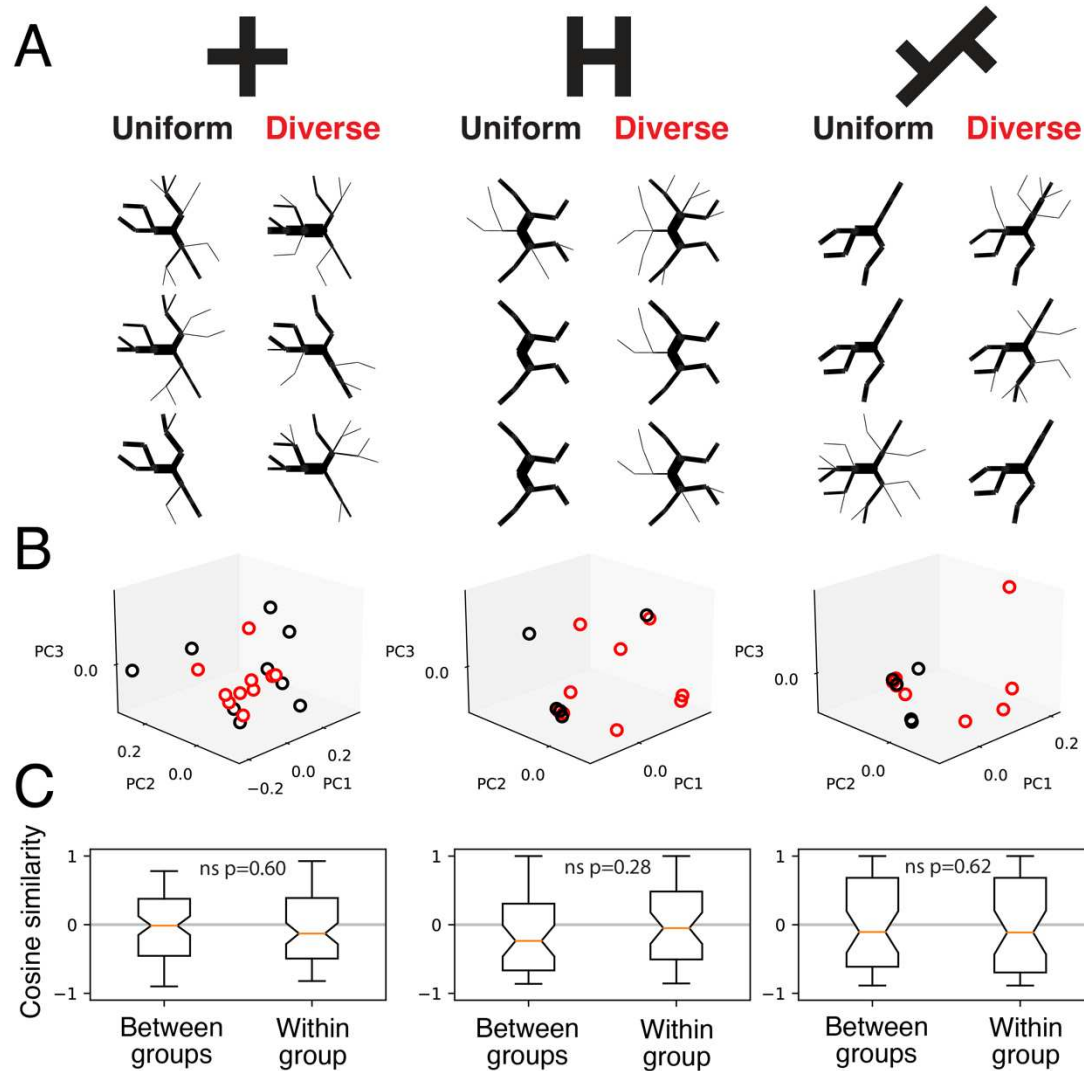 A
Uniform Diverse Uniform Diverse Uniform Diverse
B
PC3 0.0 0.2 PC2 0.0 −0.2 0.0 PC1 0.2
PC3 0.0 PC2 0.0 0.0 PC1
PC3 0.0 PC2 0.0 0.0 PC1 0.2
C
Cosine similarity
1
0
−1
ns p=0.60
Between groups
Within group
1
0
−1
ns p=0.28
Between groups
Within group
1
0
−1
ns p=0.62
Between groups
Within group